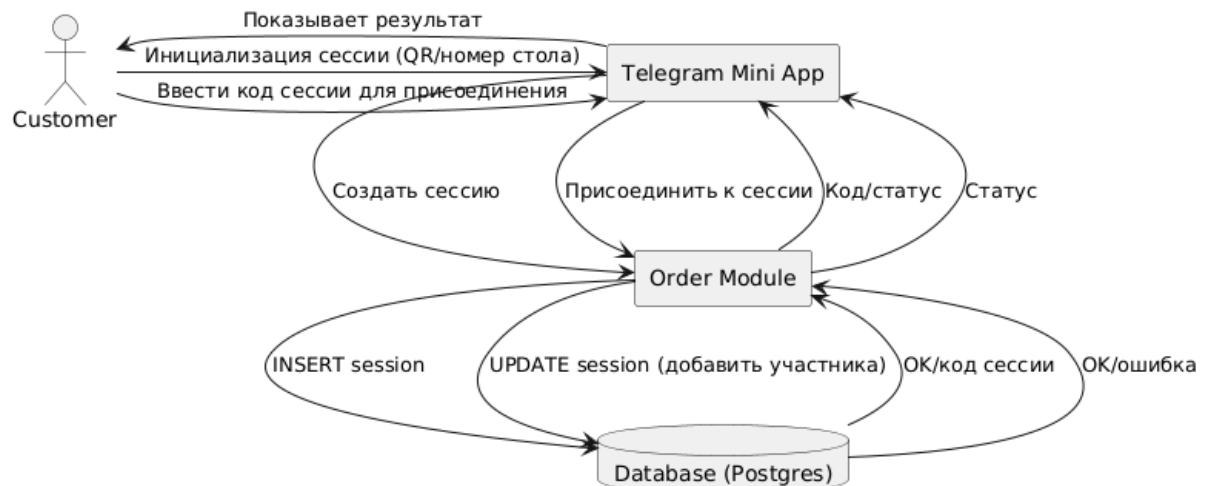 Показывает результат
Инициализация сессии (QR/номер стола)
Telegram Mini App
Ввести код сессии для присоединения
Customer
Создать сессию
Присоединить к сессии
Код/статус
Статус
Order Module
INSERT session
UPDATE session (добавить участника)
OK/код сессии
OK/ошибка
Database (Postgres)